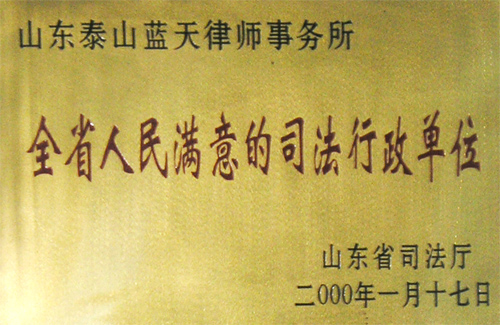 山东泰山蓝天律师事务所
全省人民满意的司法行政单位
山东省司法厅
二000年一月十七日